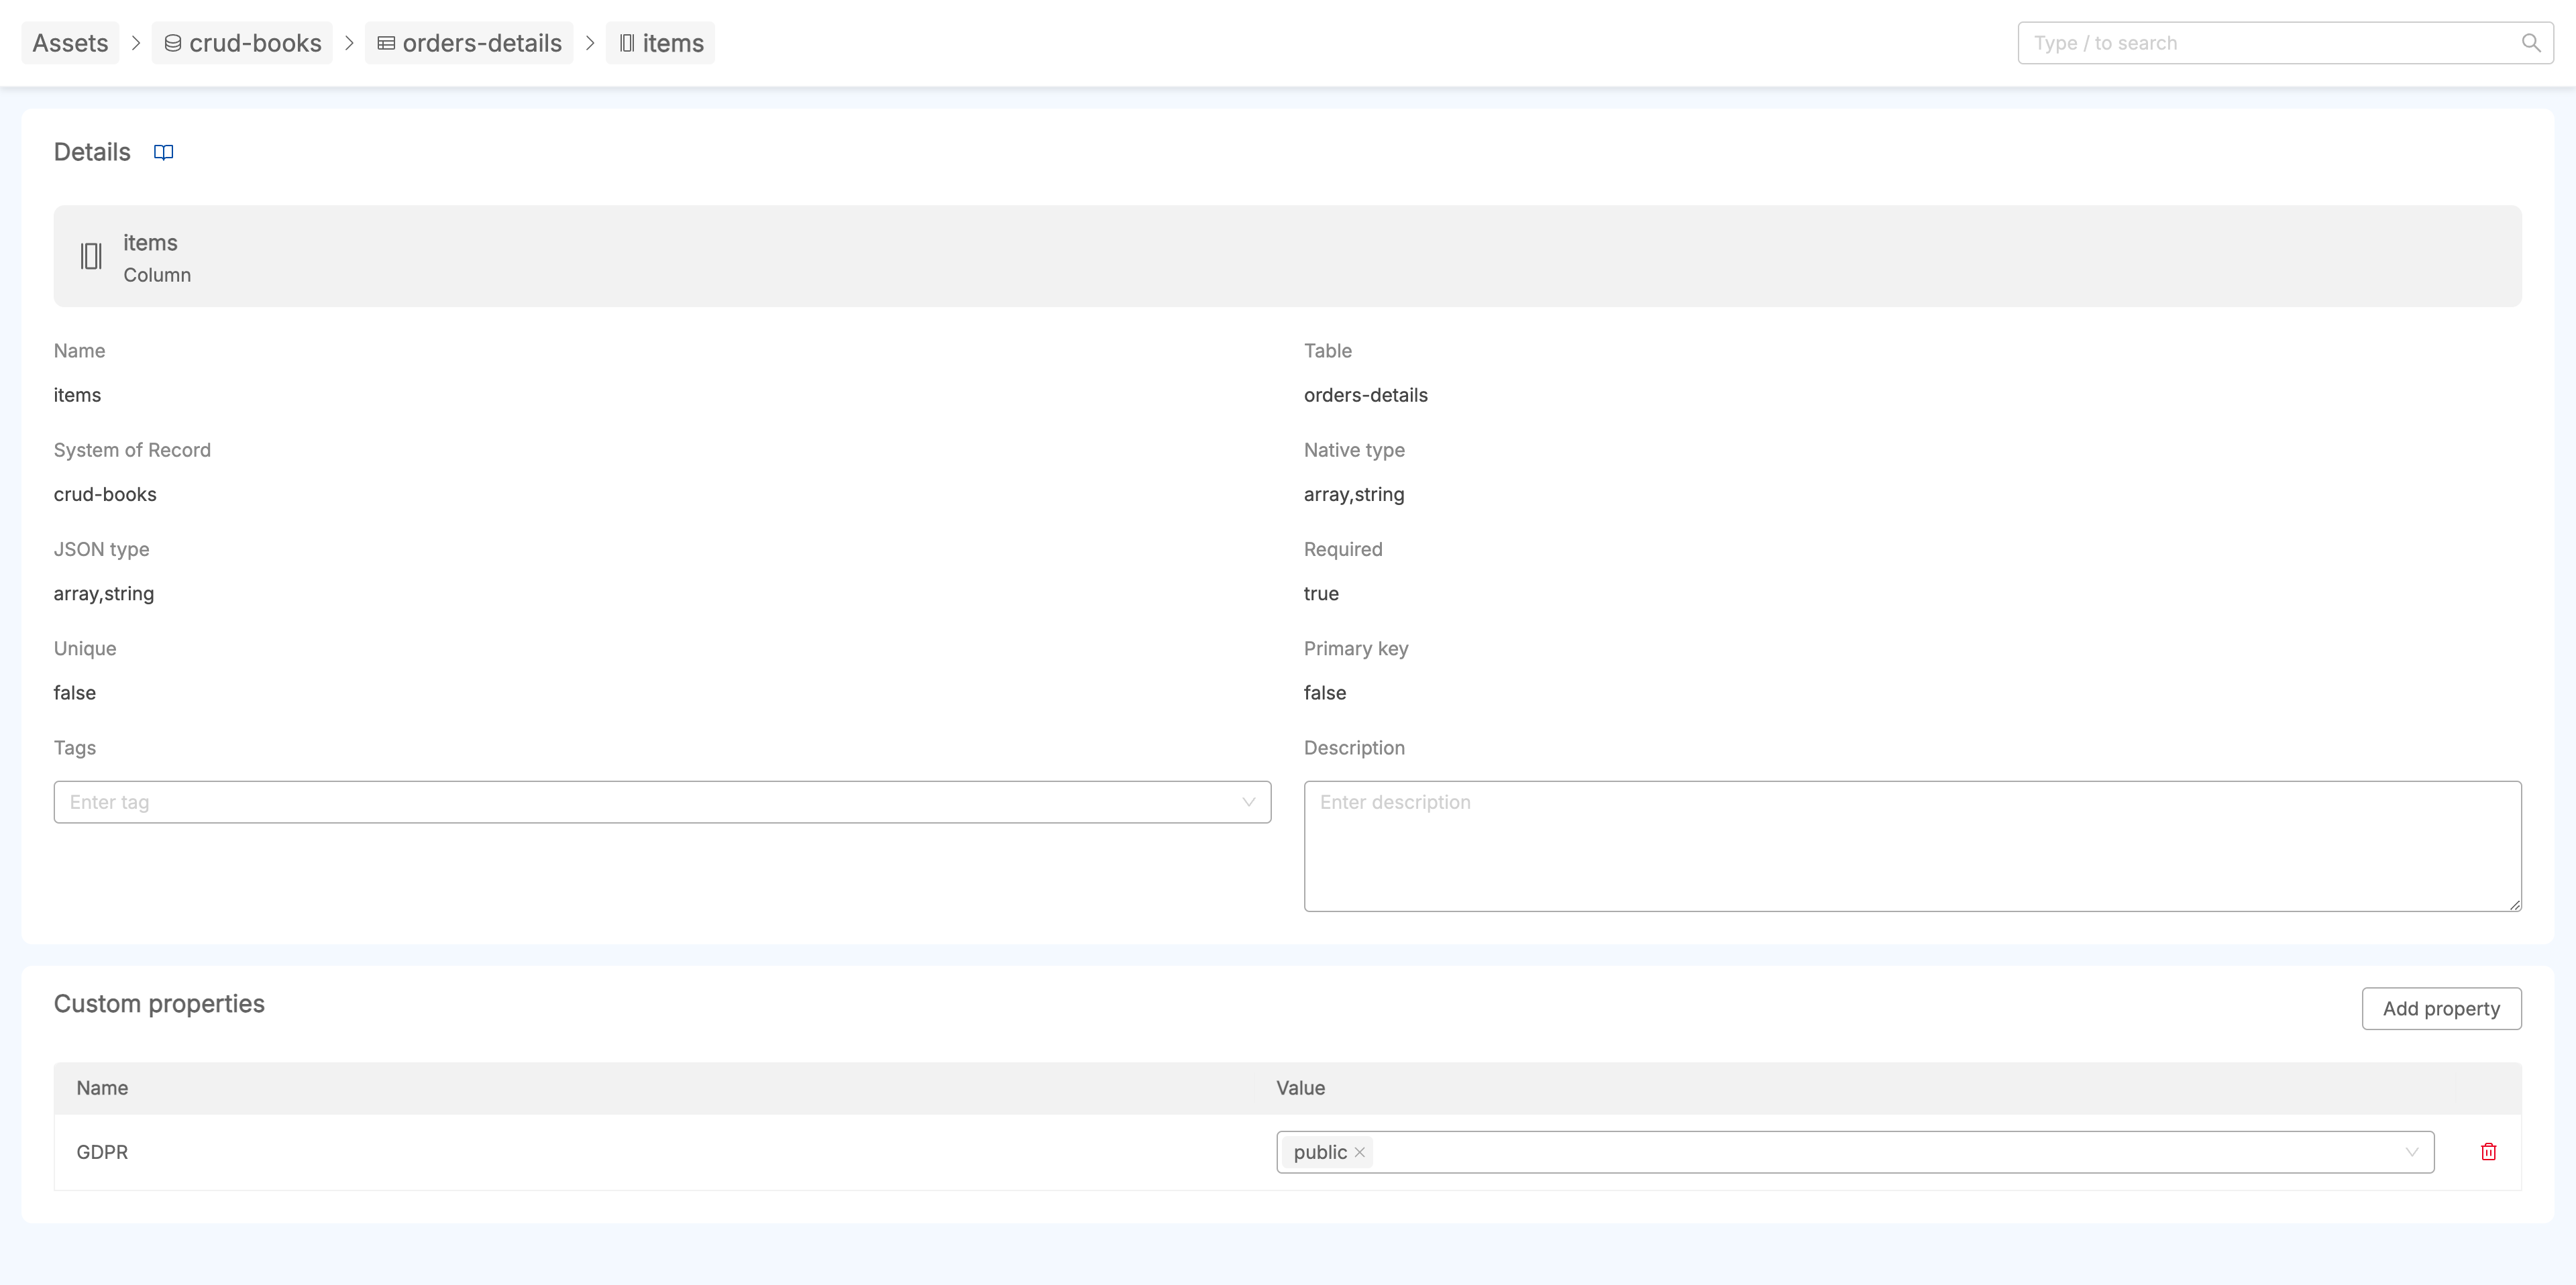 Assets > crud-books > orders-details > items
Type / to search
Details
items
Column
Name
items
Table
orders-details
System of Record
crud-books
Native type
array,string
JSON type
array,string
Required
true
Unique
false
Primary key
false
Tags
Enter tag
Description
Enter description
Custom properties
Add property
Name Value
GDPR public